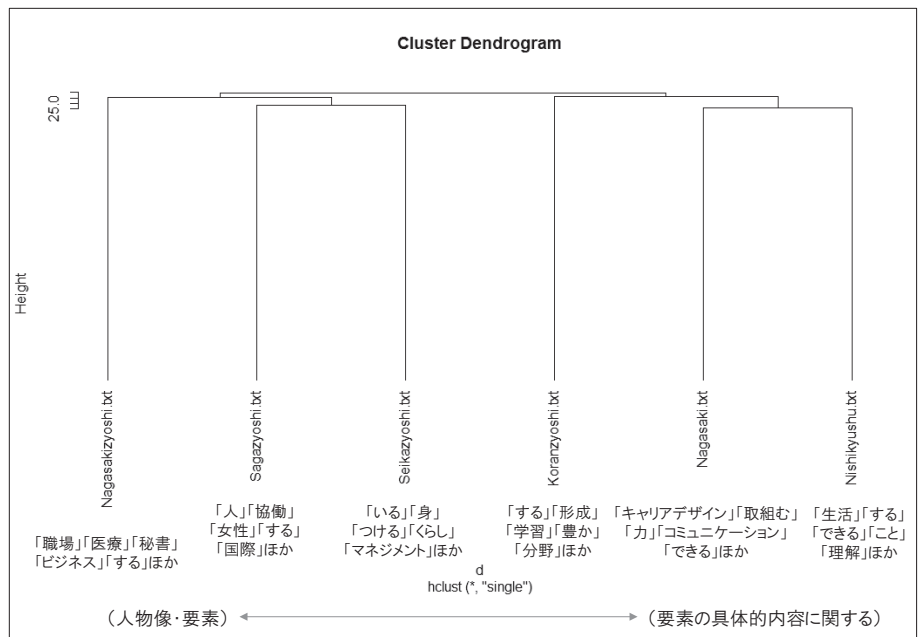 Cluster Dendrogram
25.0
Height
Nagasakizyoshi.txt
Sagazyoshi.txt
Seikazyoshi.txt
Koranzyoshi.txt
Nagasaki.txt
Nishikyushu.txt
「職場」「医療」「秘書」
「ビジネス」「する」ほか
「人」「協働」
「女性」「する」
「国際」ほか
「いる」「身」
「つける」「くらし」
「マネジメント」ほか
「する」「形成」
「学習」「豊か」
「分野」ほか
「キャリアデザイン」「取組む」
「力」「コミュニケーション」
「できる」ほか
「生活」「する」
「できる」「こと」
「理解」ほか
d
hclust (*, "single")
（人物像・要素）
（要素の具体的内容に関する）